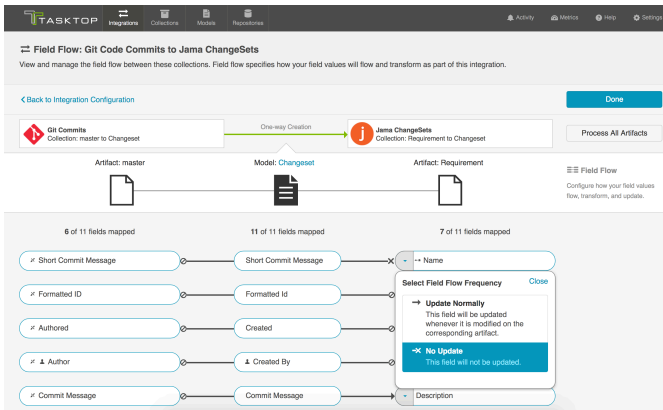 TASKTOP
Integrations
Collections
Models
Repositories
Activity
Metrics
Help
Settings
Field Flow: Git Code Commits to Jama ChangeSets
View and manage the field flow between these collections. Field flow specifies how your field values will flow and transform as part of this integration.
Back to Integration Configuration
Done
Git Commits
Collection: master to Changeset
One-way Creation
Jama ChangeSets
Collection: Requirement to Changeset
Process All Artifacts
Artifact: master
Model: Changeset
Artifact: Requirement
Field Flow
Configure how your field values
flow, transform, and update.
6 of 11 fields mapped
11 of 11 fields mapped
7 of 11 fields mapped
Short Commit Message
Short Commit Message
Name
Select Field Flow Frequency
Close
Update Normally
This field will be updated
whenever it is modified on the
corresponding artifact.
No Update
This field will not be updated.
Formatted ID
Formatted Id
Authored
Created
Author
Created By
Commit Message
Commit Message
Description